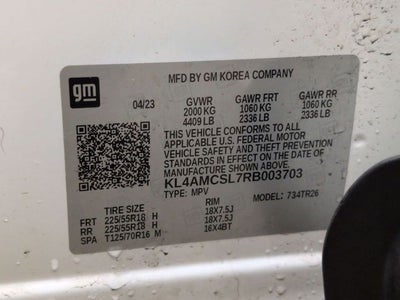 gm
MFD BY GM KOREA COMPANY
04/23 GVWR GAWR FRT GAWR RR
2000 KG 1060 KG 1060 KG
4409 LB 2336 LB 2336 LB
THIS VEHICLE CONFORMS TO ALL
APPLICABLE U.S. FEDERAL MOTOR
VEHICLE SAFETY AND THEFT PREVENTION
STANDARDS IN EFFECT ON THE DATE OF
MANUFACTURE SHOWN ABOVE.
KL4AMCSL7RB003703
TYPE: MPV MODEL: 734TR26
TIRE SIZE RIM
FRT 225/55R18 H 18X7.5J
RR 225/55R18 H 18X7.5J
SPA T125/70R16 M 16X4BT